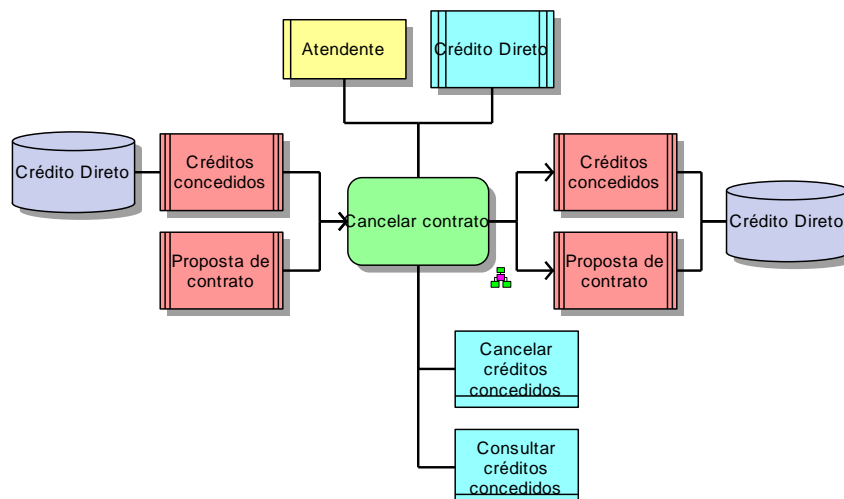 Atendente
Crédito Direto
Crédito Direto
Créditos
concedidos
Cancelar contrato
Créditos
concedidos
Crédito Direto
Proposta de
contrato
Proposta de
contrato
Cancelar
créditos
concedidos
Consultar
créditos
concedidos